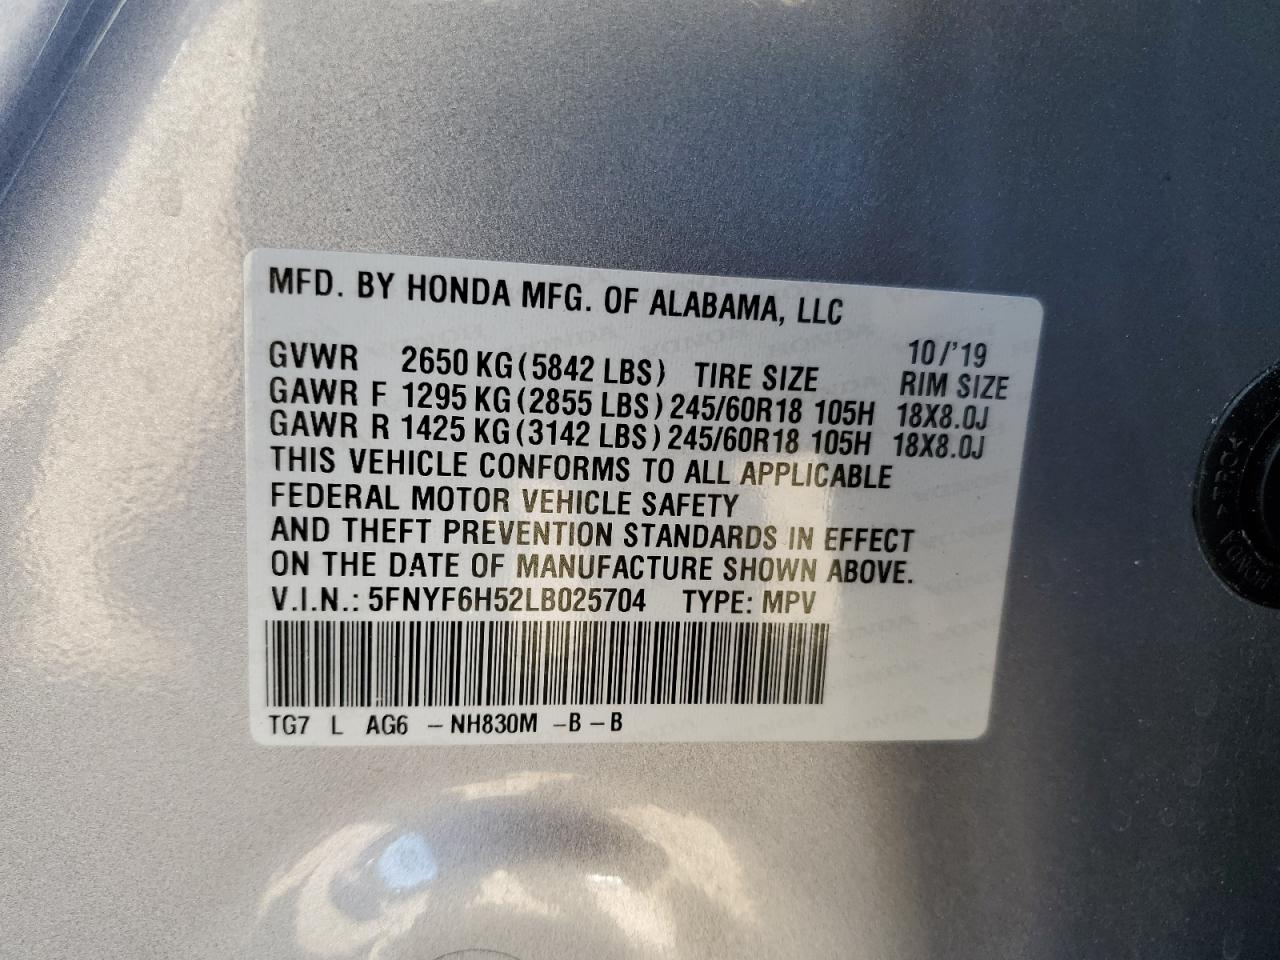 MFD. BY HONDA MFG. OF ALABAMA, LLC
10/'19
GVWR 2650 KG (5842 LBS) TIRE SIZE RIM SIZE
GAWR F 1295 KG (2855 LBS) 245/60R18 105H 18X8.0J
GAWR R 1425 KG (3142 LBS) 245/60R18 105H 18X8.0J
THIS VEHICLE CONFORMS TO ALL APPLICABLE
FEDERAL MOTOR VEHICLE SAFETY
AND THEFT PREVENTION STANDARDS IN EFFECT
ON THE DATE OF MANUFACTURE SHOWN ABOVE.
V.I.N.: 5FNYF6H52LB025704 TYPE: MPV
TG7 L AG6 – NH830M – B – B
HONDA